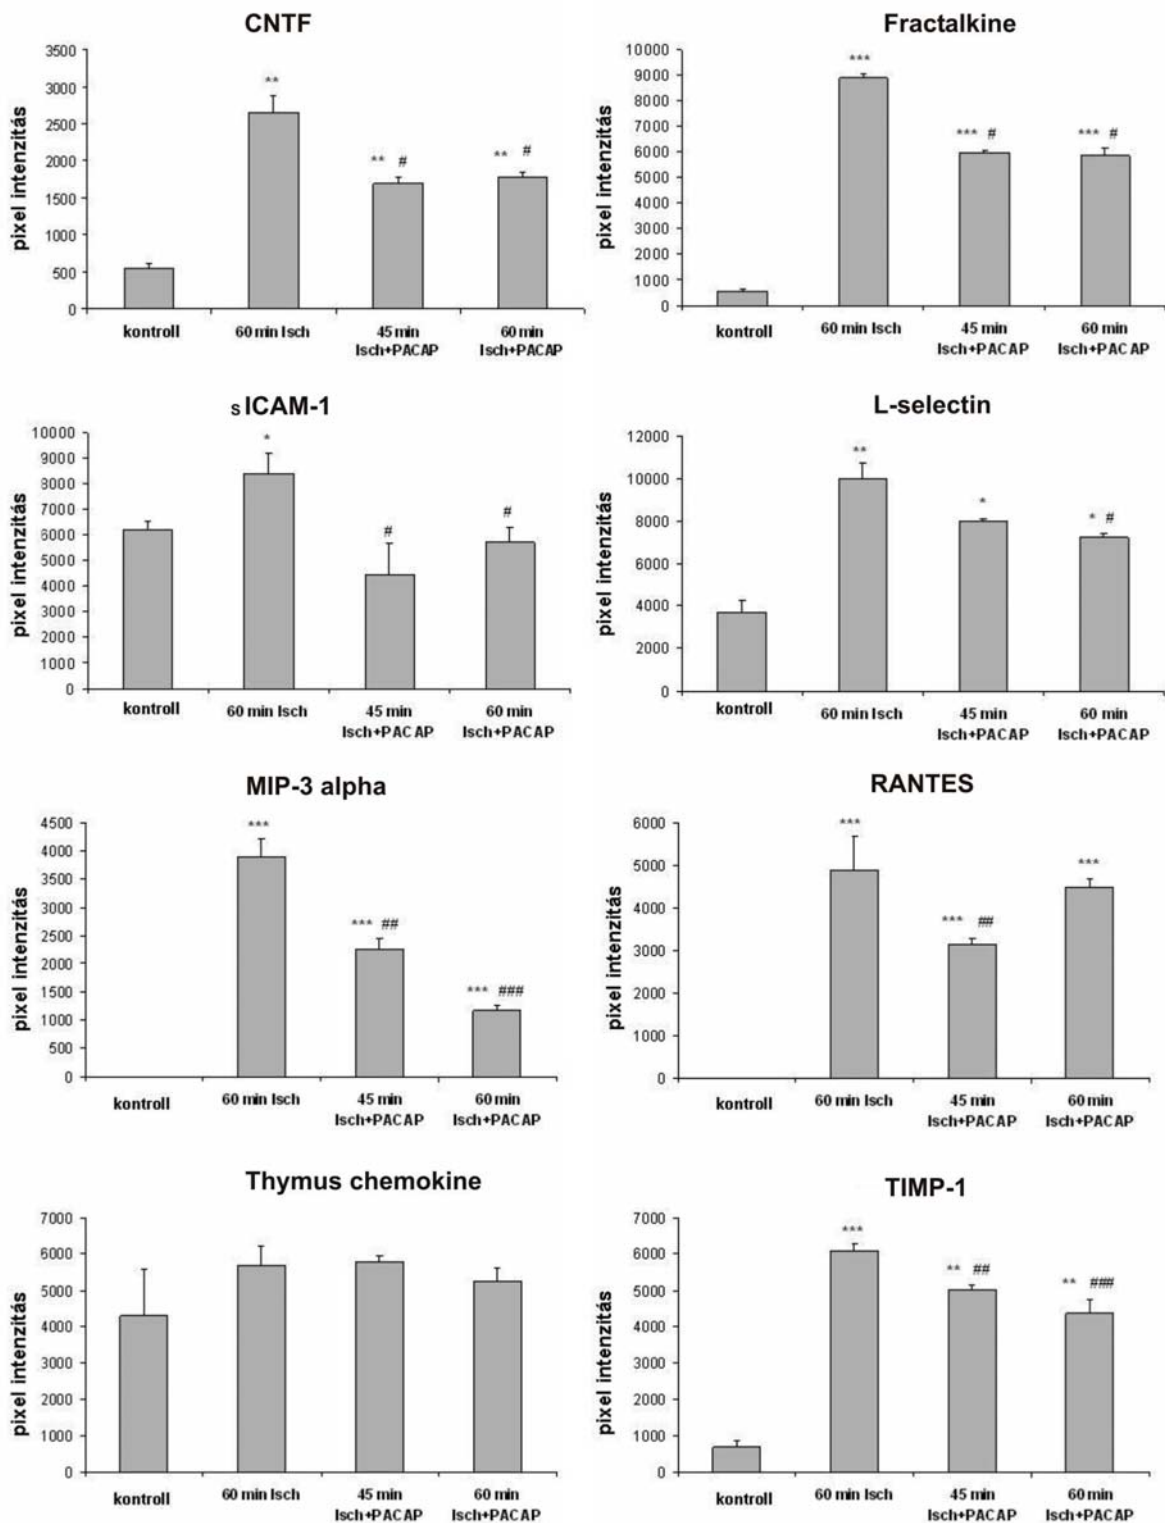 CNTF
3500
3000
2500
2000
1500
1000
500
0
pixel intenzitás
**
** #
** #
kontroll
60 min Isch
45 min
Isch+PACAP
60 min
Isch+PACAP
Fractalkine
10000
9000
8000
7000
6000
5000
4000
3000
2000
1000
0
pixel intenzitás
***
*** #
*** #
kontroll
60 min Isch
45 min
Isch+PACAP
60 min
Isch+PACAP
sICAM-1
10000
9000
8000
7000
6000
5000
4000
3000
2000
1000
0
pixel intenzitás
*
#
#
kontroll
60 min Isch
45 min
Isch+PACAP
60 min
Isch+PACAP
L-selectin
12000
10000
8000
6000
4000
2000
0
pixel intenzitás
**
*
* #
kontroll
60 min Isch
45 min
Isch+PACAP
60 min
Isch+PACAP
MIP-3 alpha
4500
4000
3500
3000
2500
2000
1500
1000
500
0
pixel intenzitás
***
*** ##
*** ###
kontroll
60 min Isch
45 min
Isch+PACAP
60 min
Isch+PACAP
RANTES
6000
5000
4000
3000
2000
1000
0
pixel intenzitás
***
*** ##
***
kontroll
60 min Isch
45 min
Isch+PACAP
60 min
Isch+PACAP
Thymus chemokine
7000
6000
5000
4000
3000
2000
1000
0
pixel intenzitás
kontroll
60 min Isch
45 min
Isch+PACAP
60 min
Isch+PACAP
TIMP-1
7000
6000
5000
4000
3000
2000
1000
0
pixel intenzitás
***
** ##
** ###
kontroll
60 min Isch
45 min
Isch+PACAP
60 min
Isch+PACAP